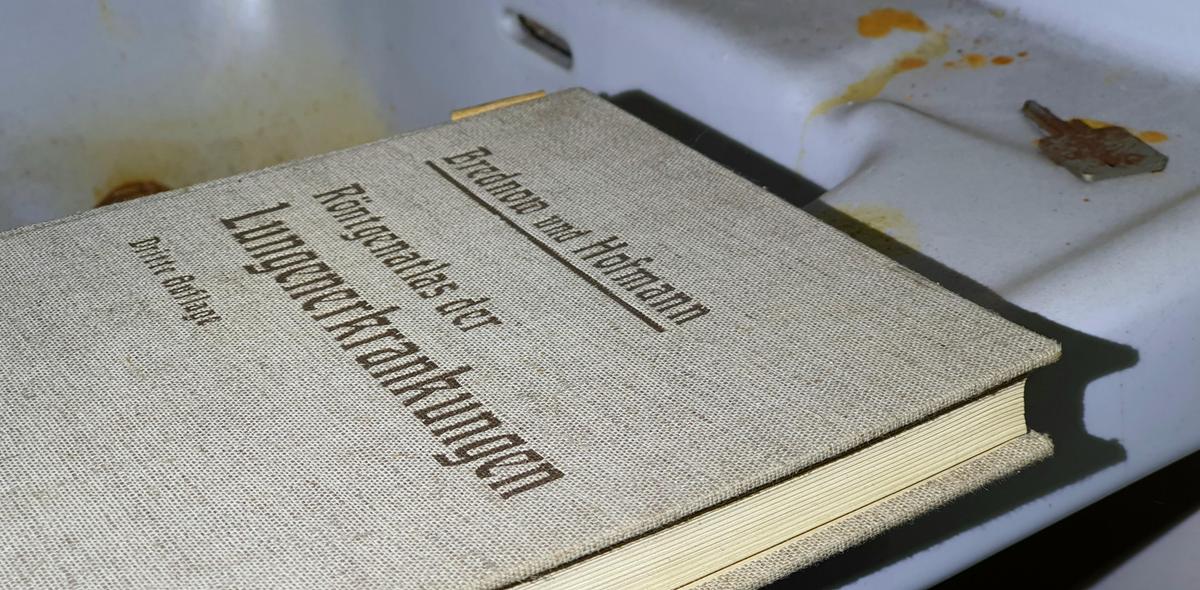 Brednow und Hofmann
Röntgenatlas der
Lungenerkrankungen
Dritte Auflage